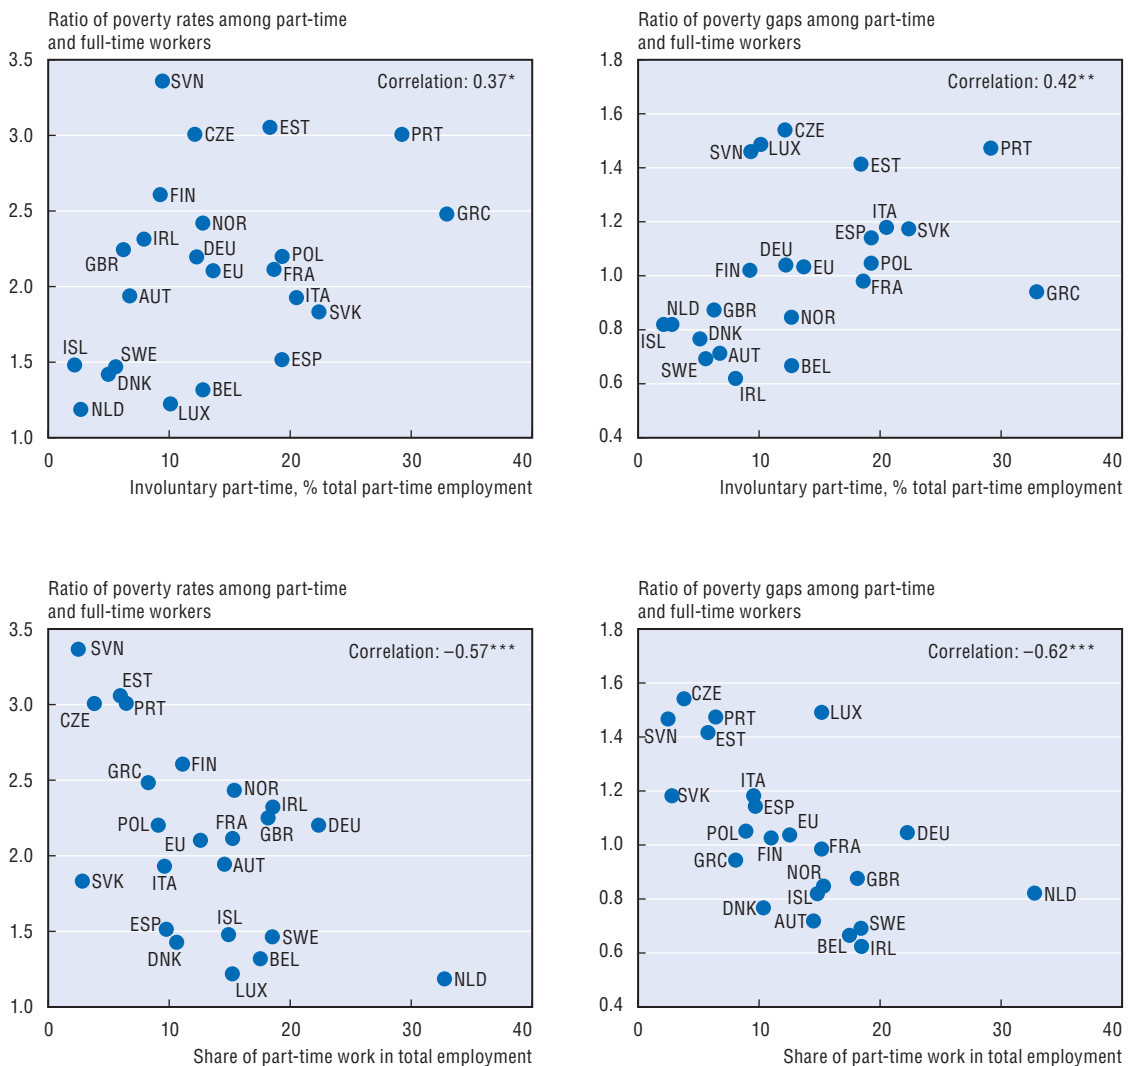 Ratio of poverty rates among part-time
and full-time workers
3.5
3.0
2.5
2.0
1.5
1.0
Correlation: 0.37*
SVN
CZE
EST
PRT
FIN
GRC
NOR
IRL
GBR
DEU
POL
EU
FRA
AUT
ITA
SVK
ISL
SWE
DNK
ESP
BEL
NLD
LUX
0 10 20 30 40
Involuntary part-time, % total part-time employment
Ratio of poverty gaps among part-time
and full-time workers
1.8
1.6
1.4
1.2
1.0
0.8
0.6
0.4
Correlation: 0.42**
CZE
SVN
LUX
PRT
EST
ITA
ESP
SVK
DEU
FIN
EU
POL
FRA
GRC
NLD
GBR
NOR
ISL
DNK
AUT
SWE
BEL
IRL
0 10 20 30 40
Involuntary part-time, % total part-time employment
Ratio of poverty rates among part-time
and full-time workers
3.5
3.0
2.5
2.0
1.5
1.0
Correlation: –0.57***
SVN
EST
CZE
PRT
GRC
FIN
NOR
IRL
POL
FRA
GBR
DEU
EU
AUT
SVK
ITA
ESP
ISL
SWE
DNK
BEL
LUX
NLD
0 10 20 30 40
Share of part-time work in total employment
Ratio of poverty gaps among part-time
and full-time workers
1.8
1.6
1.4
1.2
1.0
0.8
0.6
0.4
Correlation: –0.62***
CZE
SVN
PRT
LUX
EST
ITA
SVK
ESP
EU
POL
DEU
FIN
FRA
GRC
NOR
GBR
ISL
NLD
DNK
AUT
SWE
BEL
IRL
0 10 20 30 40
Share of part-time work in total employment